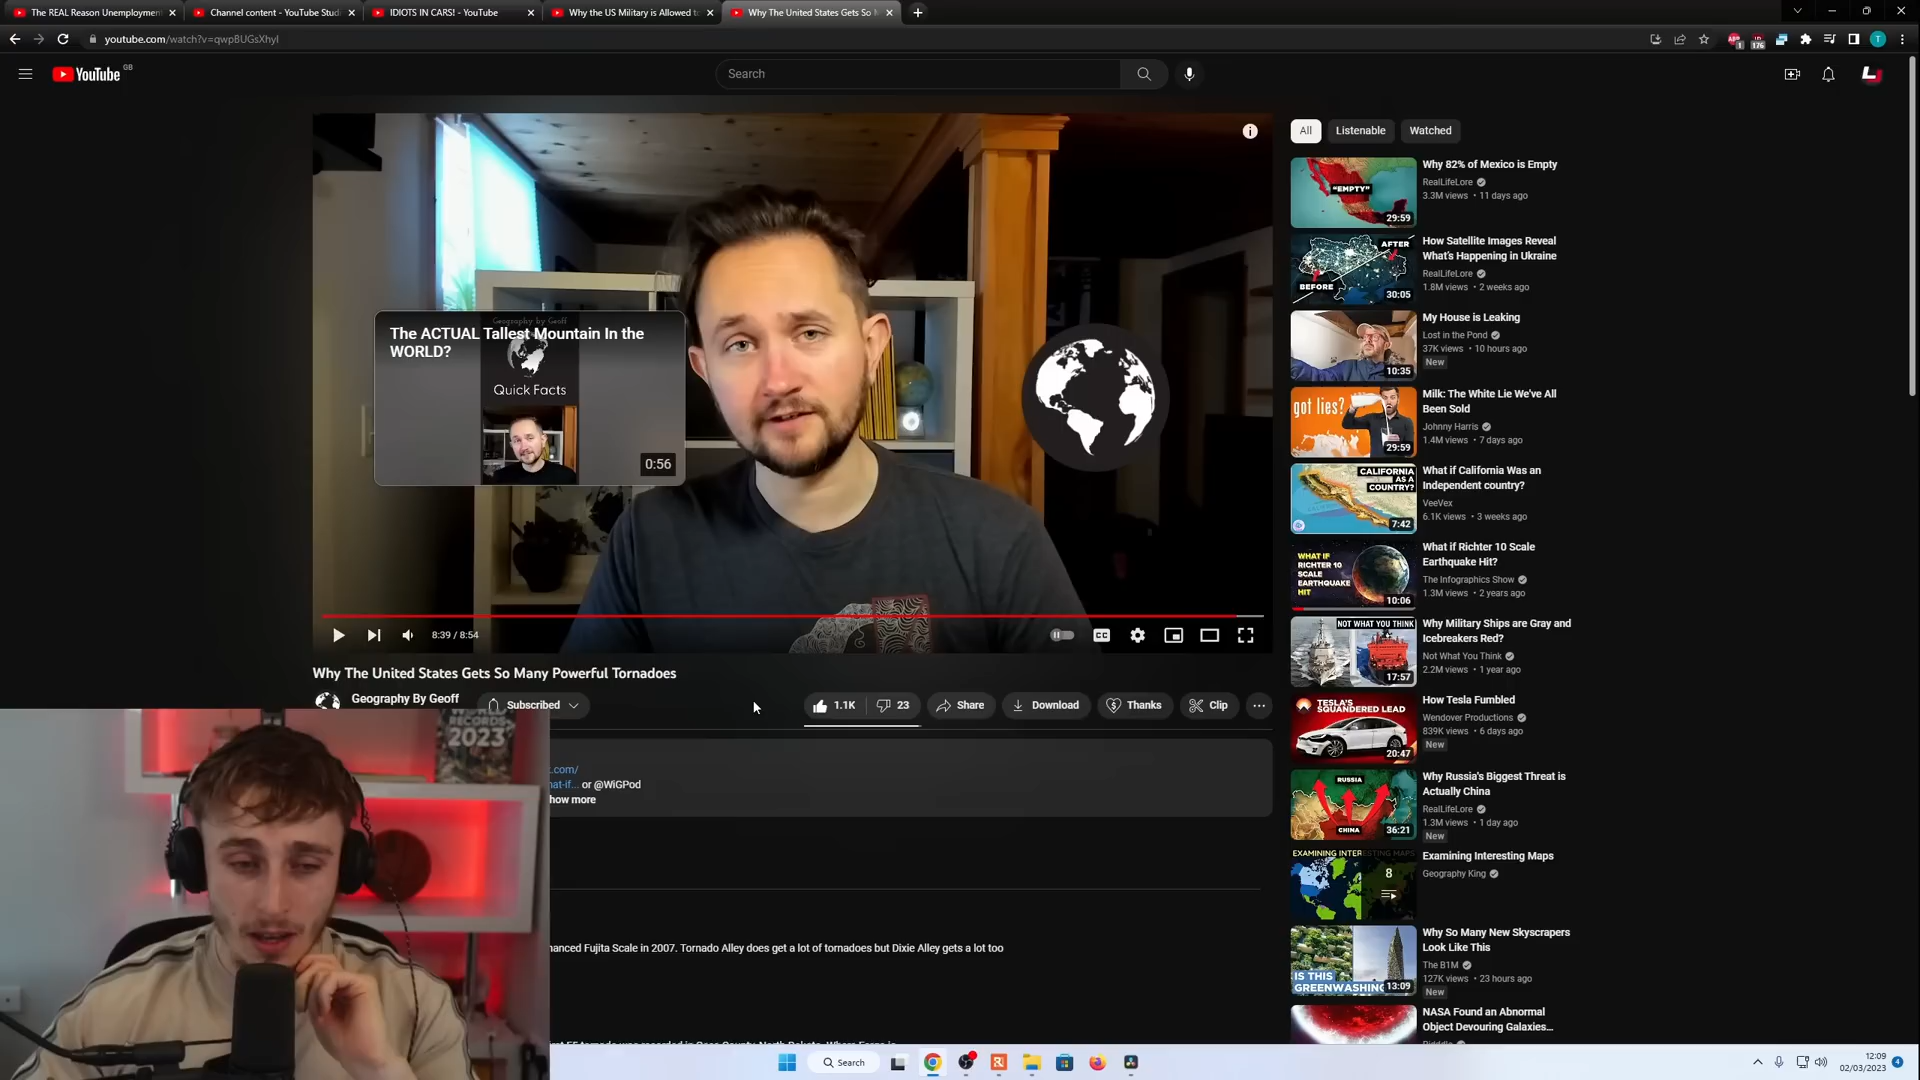 The REAL Reason Unemploymen
Channel content - YouTube Stud
IDIOTS IN CARS! - YouTube
Why the US Military is Allowed t
Why The United States Gets So M
youtube.com/watch?v=qwpBUGsXhyI
1
176
T
YouTube
GB
Search
The ACTUAL Tallest Mountain In the
WORLD?
Geography by Geoff
Quick Facts
0:56
8:39 / 8:54
CC
Why The United States Gets So Many Powerful Tornadoes
Geography By Geoff
Subscribed
1.1K
23
Share
Download
Thanks
Clip
.com/
hat-if... or @WiGPod
how more
hanced Fujita Scale in 2007. Tornado Alley does get a lot of tornadoes but Dixie Alley gets a lot too
WORLD
RECORDS
2023
All
Listenable
Watched
"EMPTY"
29:59
Why 82% of Mexico is Empty
RealLifeLore
3.3M views • 11 days ago
AFTER
BEFORE
30:05
How Satellite Images Reveal
What's Happening in Ukraine
RealLifeLore
1.8M views • 2 weeks ago
10:35
My House is Leaking
Lost in the Pond
37K views • 10 hours ago
New
got lies?
29:59
Milk: The White Lie We've All
Been Sold
Johnny Harris
1.4M views • 7 days ago
CALIFORNIA
AS A
COUNTRY?
7:42
What if California Was an
Independent country?
VeeVex
6.1K views • 3 weeks ago
WHAT IF
RICHTER 10
SCALE
EARTHQUAKE
HIT
10:06
What if Richter 10 Scale
Earthquake Hit?
The Infographics Show
1.3M views • 2 years ago
NOT WHAT YOU THINK
17:57
Why Military Ships are Gray and
Icebreakers Red?
Not What You Think
2.2M views • 1 year ago
TESLA'S
SQUANDERED LEAD
20:47
How Tesla Fumbled
Wendover Productions
839K views • 6 days ago
New
RUSSIA
CHINA
36:21
Why Russia's Biggest Threat is
Actually China
RealLifeLore
1.3M views • 1 day ago
New
EXAMINING INTERESTING MAPS
8
Examining Interesting Maps
Geography King
IS THIS
GREENWASHING
13:09
Why So Many New Skyscrapers
Look Like This
The B1M
127K views • 23 hours ago
New
NASA Found an Abnormal
Object Devouring Galaxies...
Search
12:09
02/03/2023
4